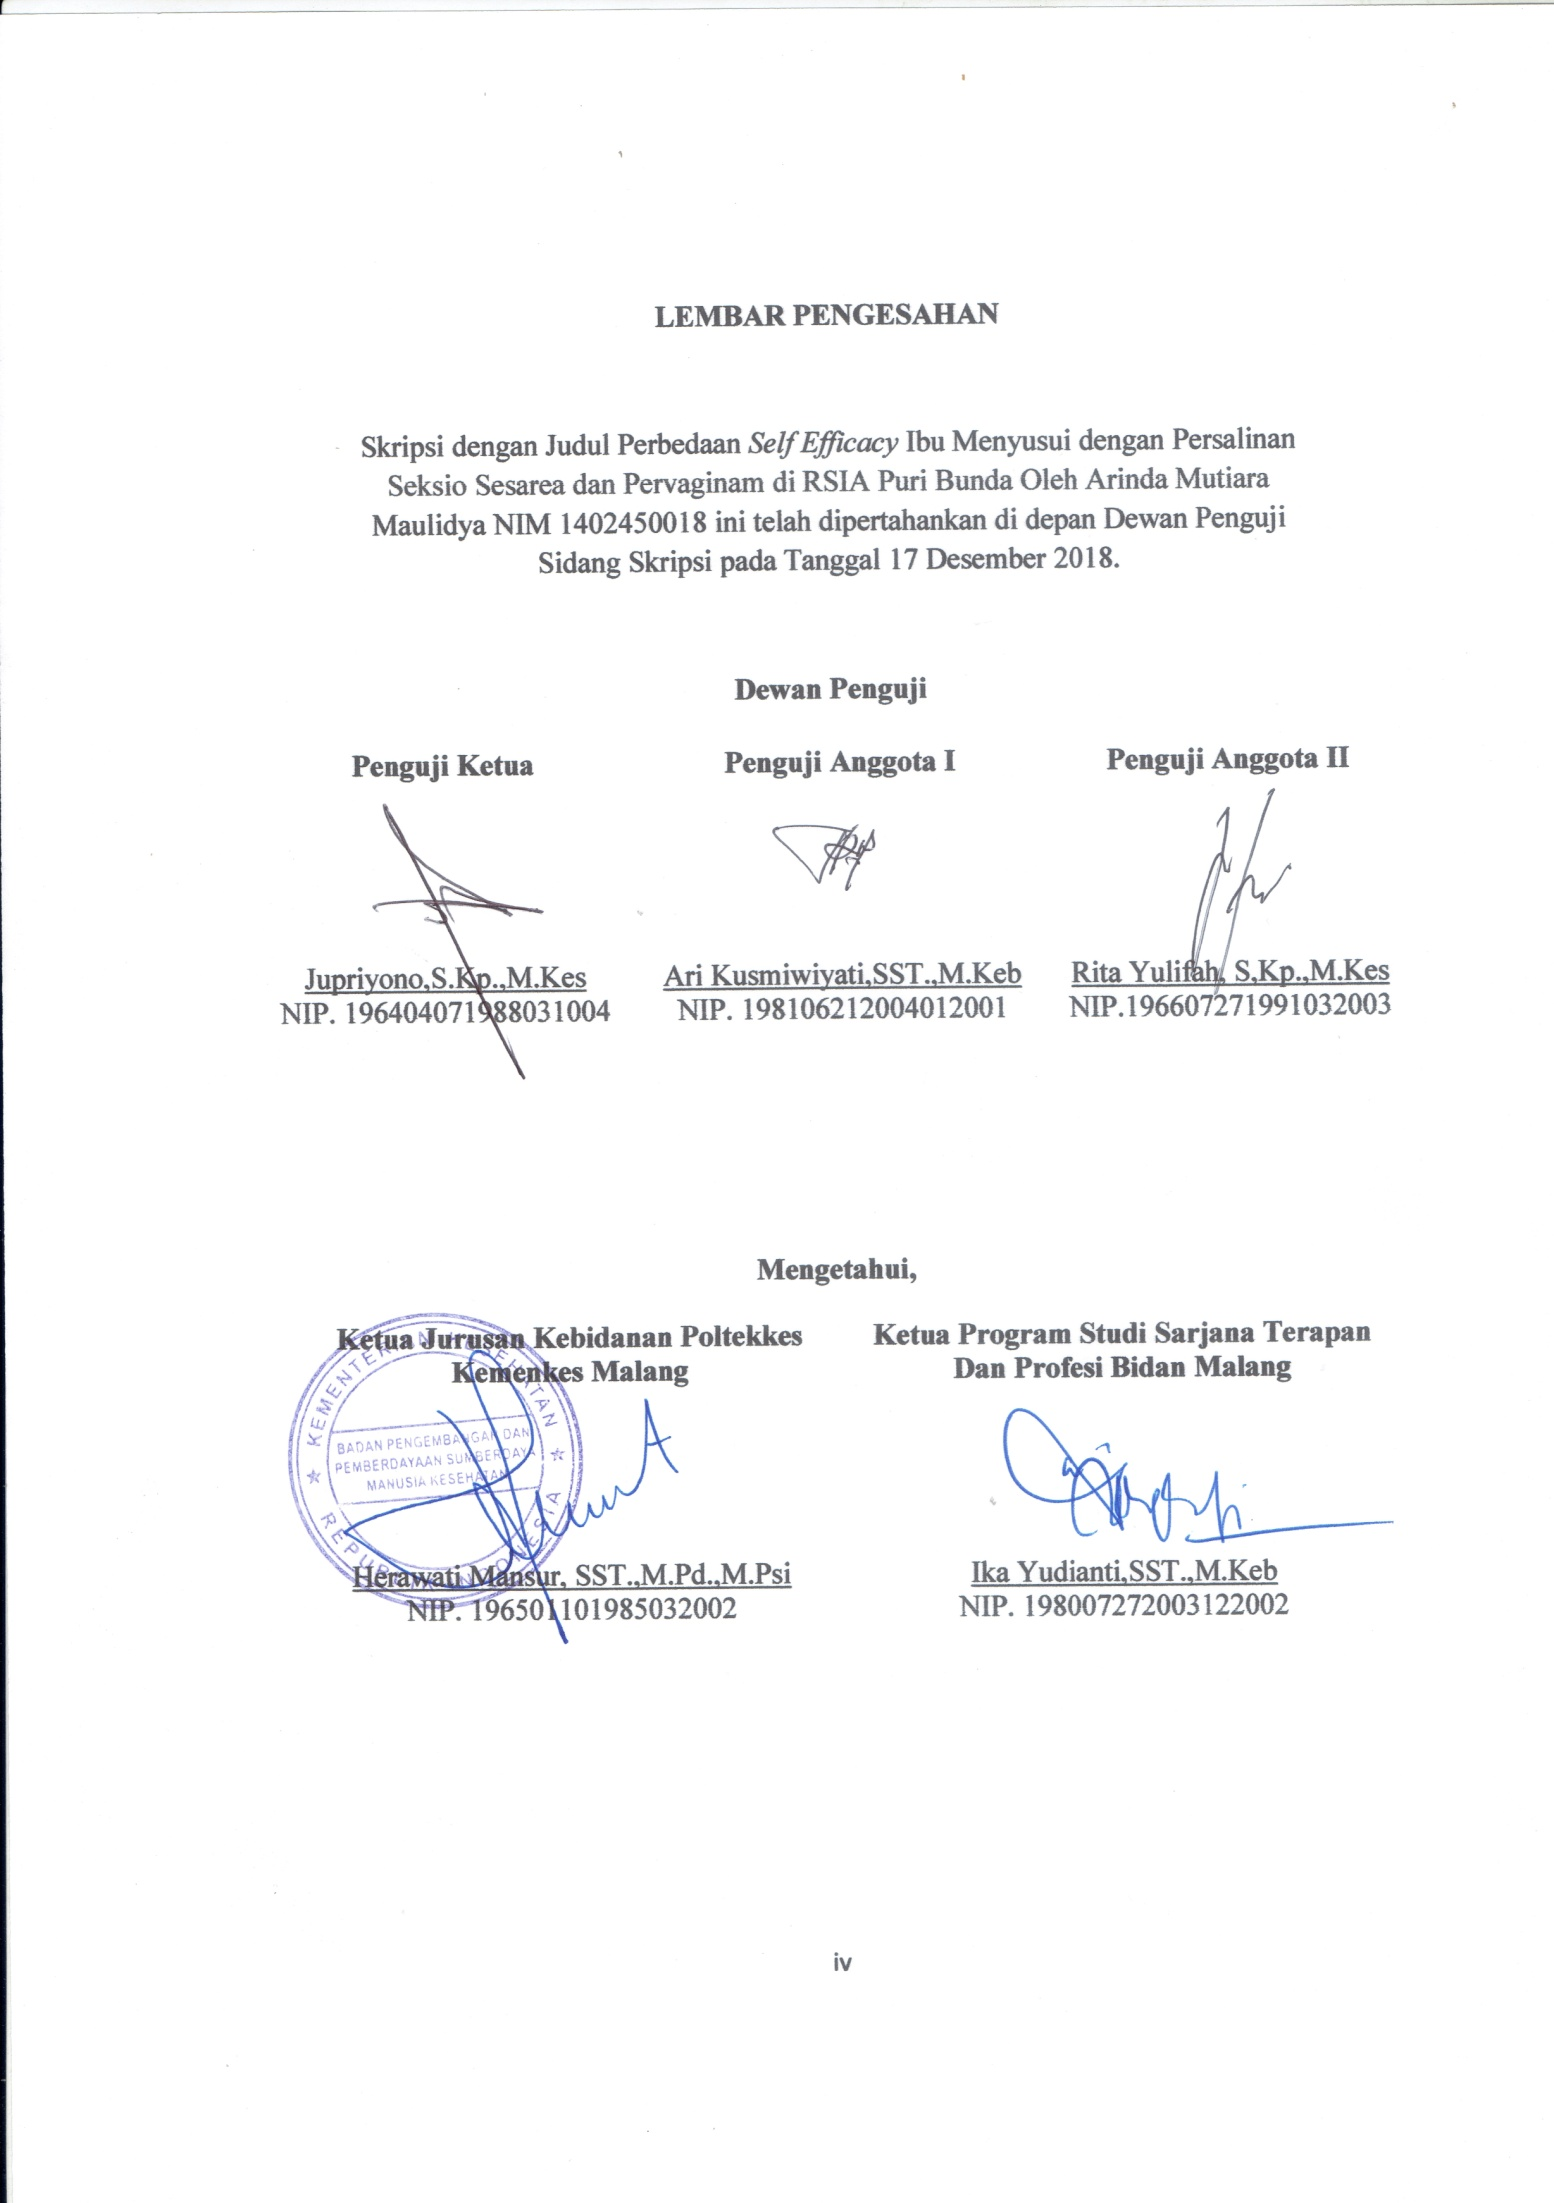 LEMBAR PENGESAHAN
Skripsi dengan Judul Perbedaan Self Efficacy Ibu Menyusui dengan Persalinan
Seksio Sesarea dan Pervaginam di RSIA Puri Bunda Oleh Arinda Mutiara
Maulidya NIM 1402450018 ini telah dipertahankan di depan Dewan Penguji
Sidang Skripsi pada Tanggal 17 Desember 2018.
Dewan Penguji
Penguji Ketua Penguji Anggota I Penguji Anggota II
Jupriyono,S.Kp.,M.Kes Ari Kusmiwiyati,SST.,M.Keb Rita Yulifah, S,Kp.,M.Kes
NIP. 196404071988031004 NIP. 198106212004012001 NIP.196607271991032003
Mengetahui,
Ketua Jurusan Kebidanan Poltekkes
Kemenkes Malang
KEMENTERIAN KESEHATAN
BADAN PENGEMBANGAN DAN
PEMBERDAYAAN SUMBERDAYA
MANUSIA KESEHATAN
REPUBLIK INDONESIA
Herawati Mansur, SST.,M.Pd.,M.Psi
NIP. 196501101985032002
Ketua Program Studi Sarjana Terapan
Dan Profesi Bidan Malang
Ika Yudianti,SST.,M.Keb
NIP. 198007272003122002
iv